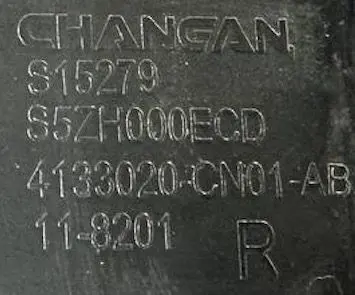 CHANGAN
S15279
S5ZH000ECD
4133020-CN01-AB
11-8201 R